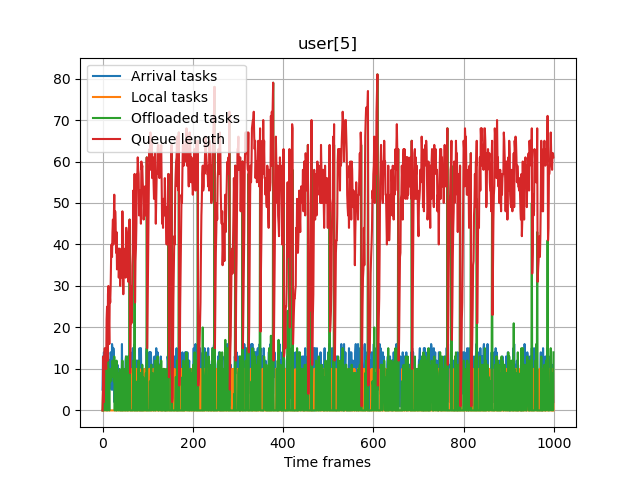 user[5]
Arrival tasks
Local tasks
Offloaded tasks
Queue length
80
70
60
50
40
30
20
10
0
0 200 400 600 800 1000
Time frames